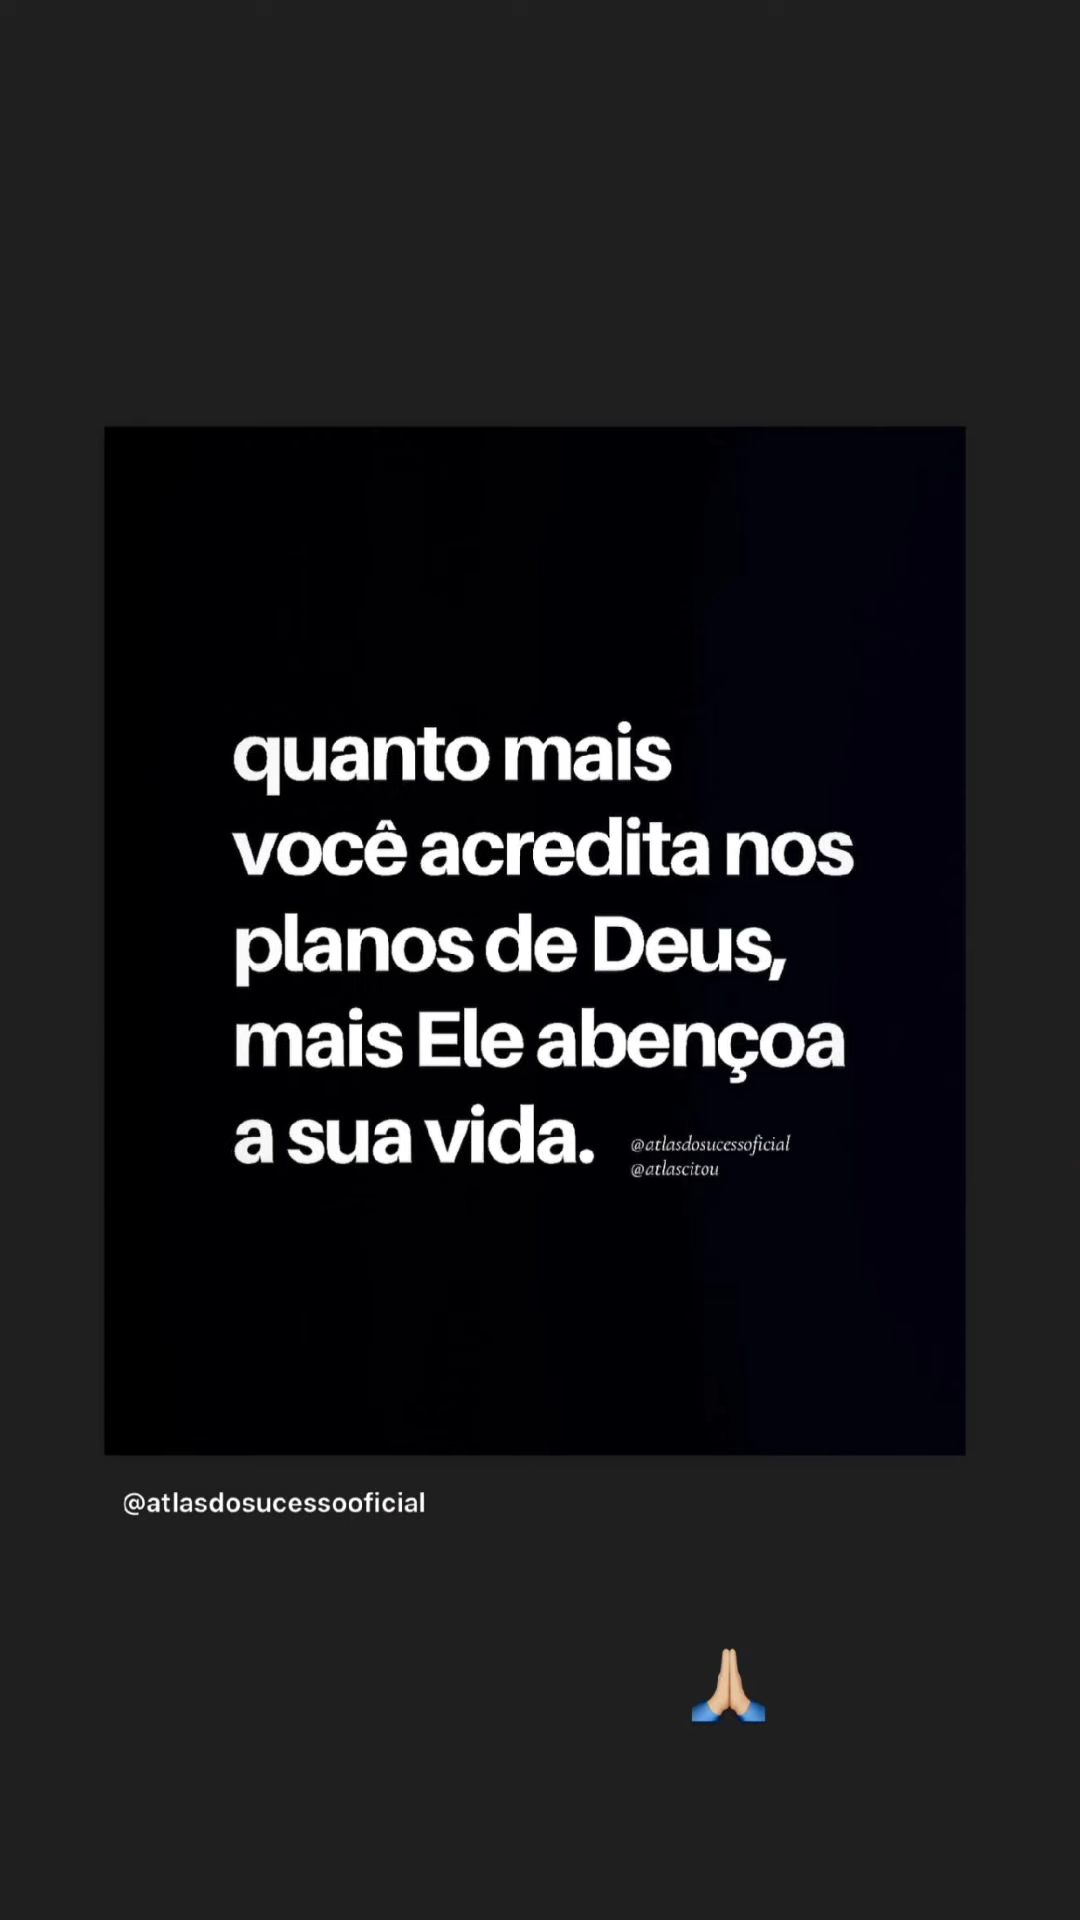 quanto mais
você acredita nos
planos de Deus,
mais Ele abençoa
a sua vida.
@atlasdosucessoficial
@atlascitou
@atlasdosucessooficial